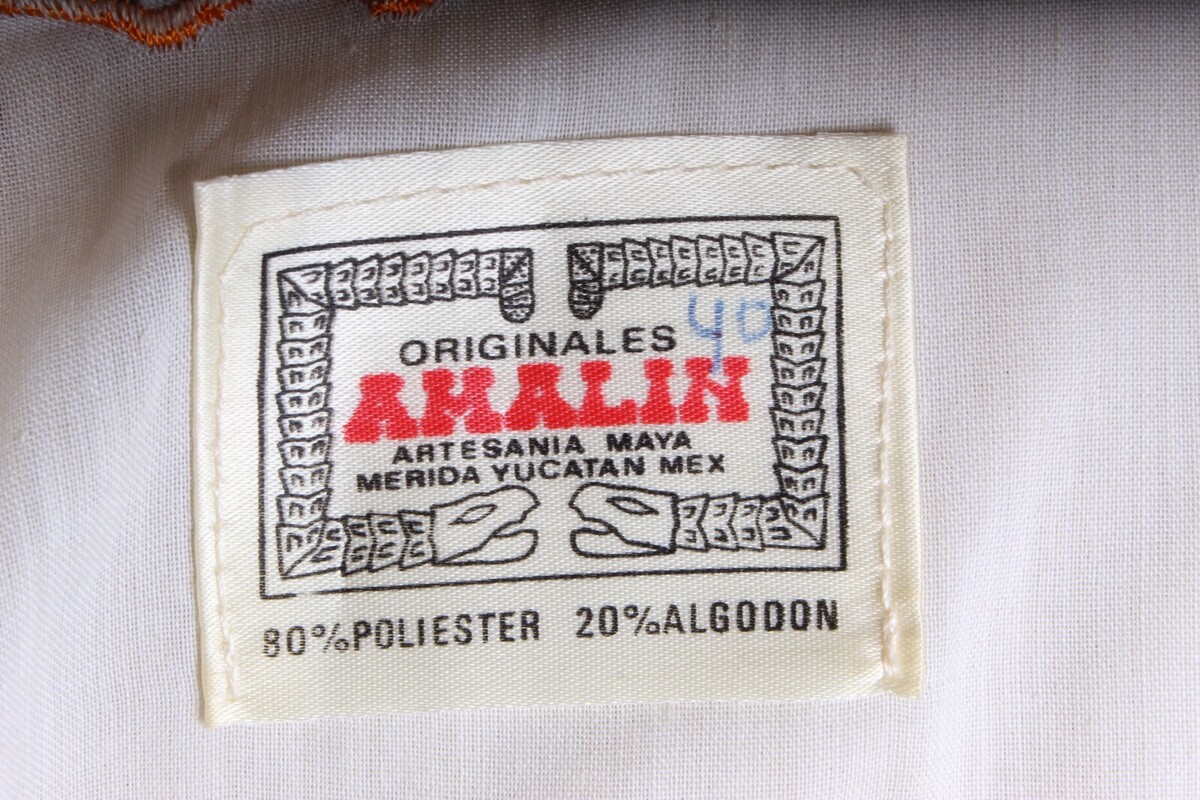 40
ORIGINALES
AMALIN
ARTESANIA MAYA
MERIDA YUCATAN MEX
80%POLIESTER 20%ALGODON